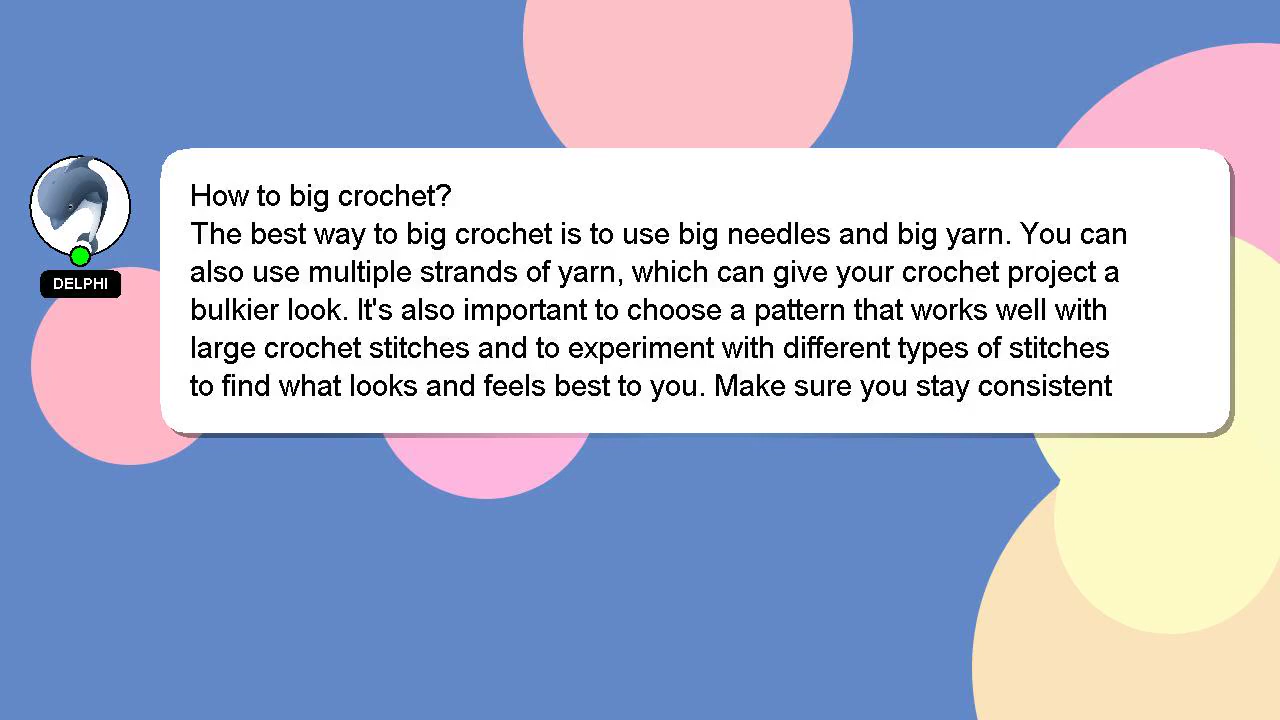 How to big crochet?
The best way to big crochet is to use big needles and big yarn. You can
also use multiple strands of yarn, which can give your crochet project a
bulkier look. It's also important to choose a pattern that works well with
large crochet stitches and to experiment with different types of stitches
to find what looks and feels best to you. Make sure you stay consistent
DELPHI